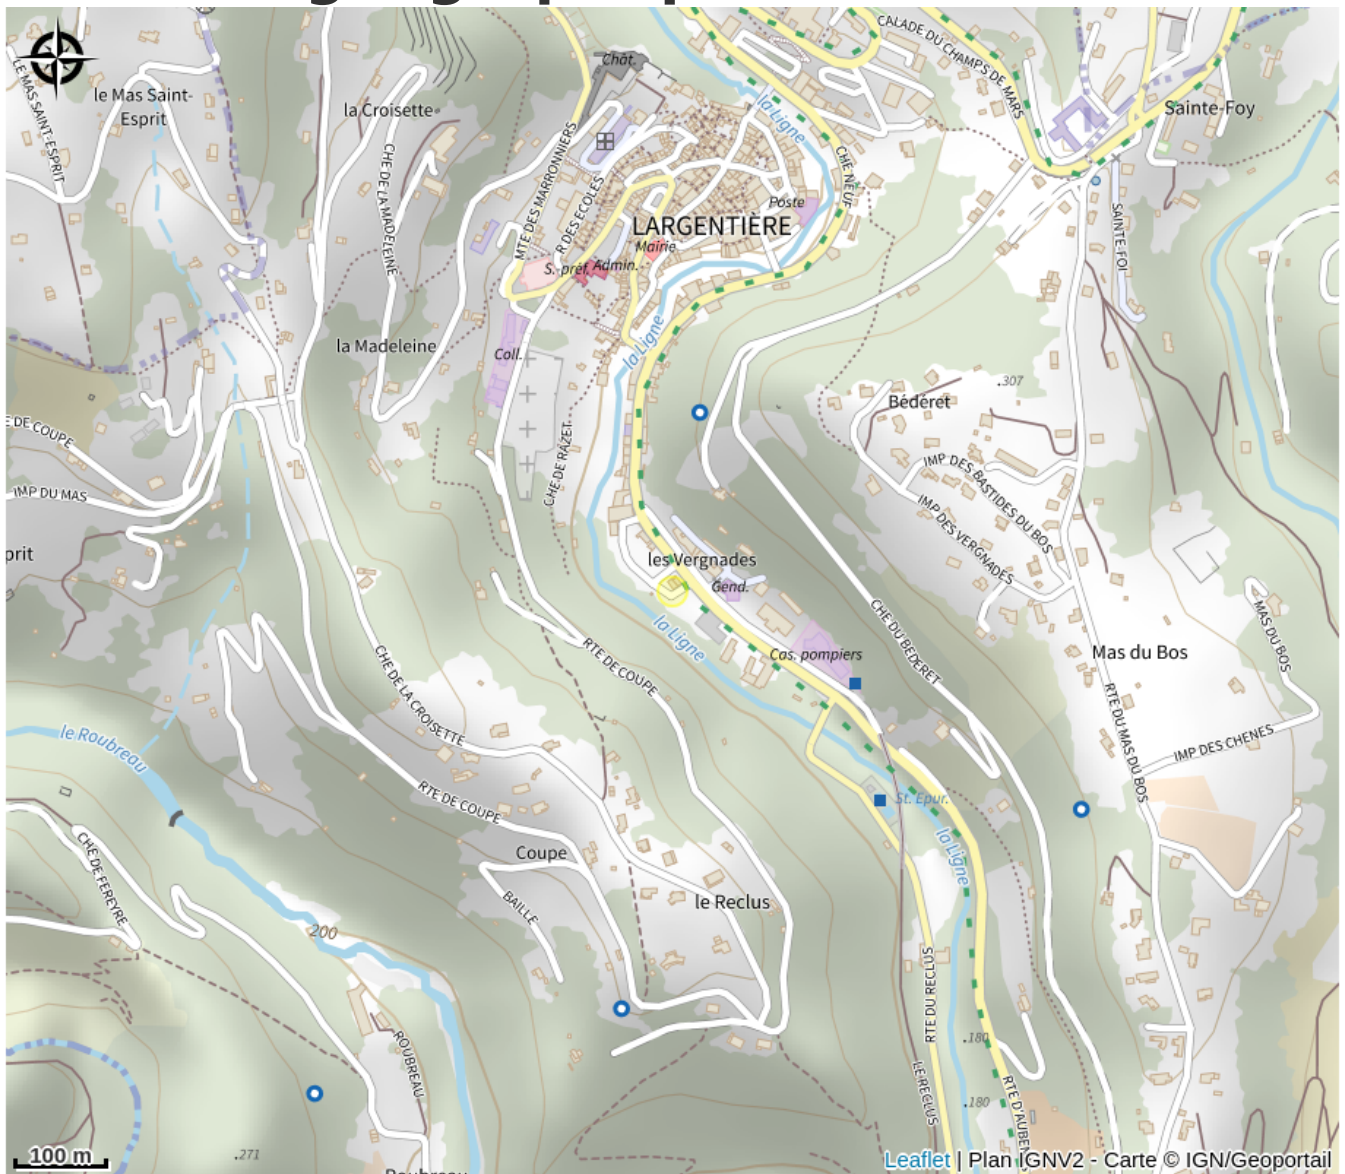 CALADE DU CHAMPS DE MARS
Chât.
le Mas Saint-
Esprit
LE MAS SAINT-ESPRIT
la Croisette
la Ligne
Sainte-Foy
MTE DES MARRONNIERS
CHE DE LA MADELEINE
R DES ECOLES
CHE NEUF
Poste
LARGENTIÈRE
Mairie
S.-préf.
Admin.
SAINTE-FOI
la Madeleine
Coll.
la Ligne
.307
Bédéret
E DE COUPE
IMP DU MAS
CHE DE RAZET
IMP DES BASTIDES DU BOS
IMP DES VERGNADES
prit
les Vergnades
Gend.
la Ligne
Cas. pompiers
CHE DU BEDERET
Mas du Bos
MAS DU BOS
RTE DE COUPE
CHE DE LA CROISETTE
RTE DU MAS DU BOS
IMP DES CHENES
le Roubreau
RTE DE COUPE
St. Epur.
la Ligne
Coupe
BAILLE
le Reclus
CHE DE FEREYRE
200
RTE DU RECLUS
ROUBREAU
.180
LE RECLUS
RTE D'AUBE
.180
.271
100 m
Roubreau
Leaflet | Plan IGNV2 - Carte © IGN/Geoportail